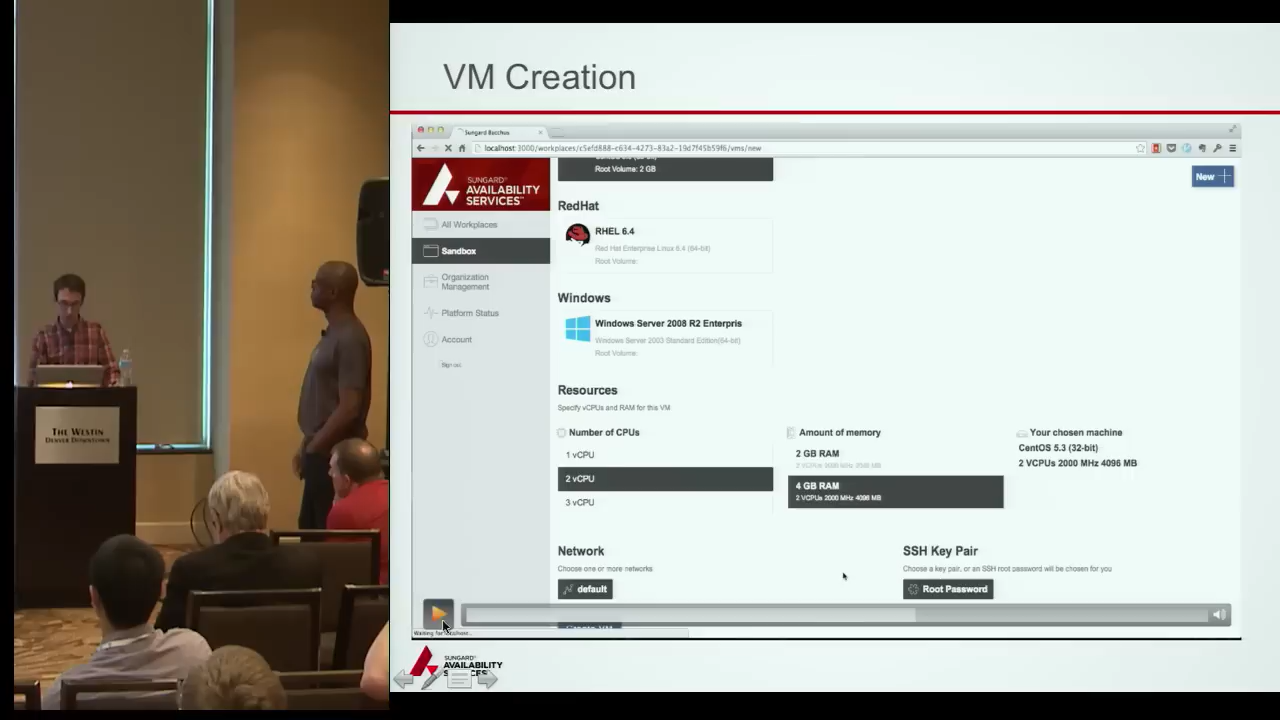 VM Creation
Sungard Bacchus
localhost:3000/workplaces/c5efd888-c634-4273-83a2-19d7f45b59f6/vms/new
SUNGARD
AVAILABILITY
SERVICES
Root Volume: 2 GB
New
All Workplaces
Sandbox
Organization
Management
Platform Status
Account
Sign out
RedHat
RHEL 6.4
Red Hat Enterprise Linux 6.4 (64-bit)
Root Volume:
Windows
Windows Server 2008 R2 Enterpris
Windows Server 2003 Standard Edition(64-bit)
Root Volume:
Resources
Specify vCPUs and RAM for this VM
Number of CPUs
1 vCPU
2 vCPU
3 vCPU
Amount of memory
2 GB RAM
4 GB RAM
2 VCPUs 2000 MHz 4096 MB
Your chosen machine
CentOS 5.3 (32-bit)
2 VCPUs 2000 MHz 4096 MB
Network
Choose one or more networks
default
SSH Key Pair
Choose a key pair, or an SSH root password will be chosen for you
Root Password
Waiting for localhost...
SUNGARD
AVAILABILITY
THE WESTIN
DENVER DOWNTOWN